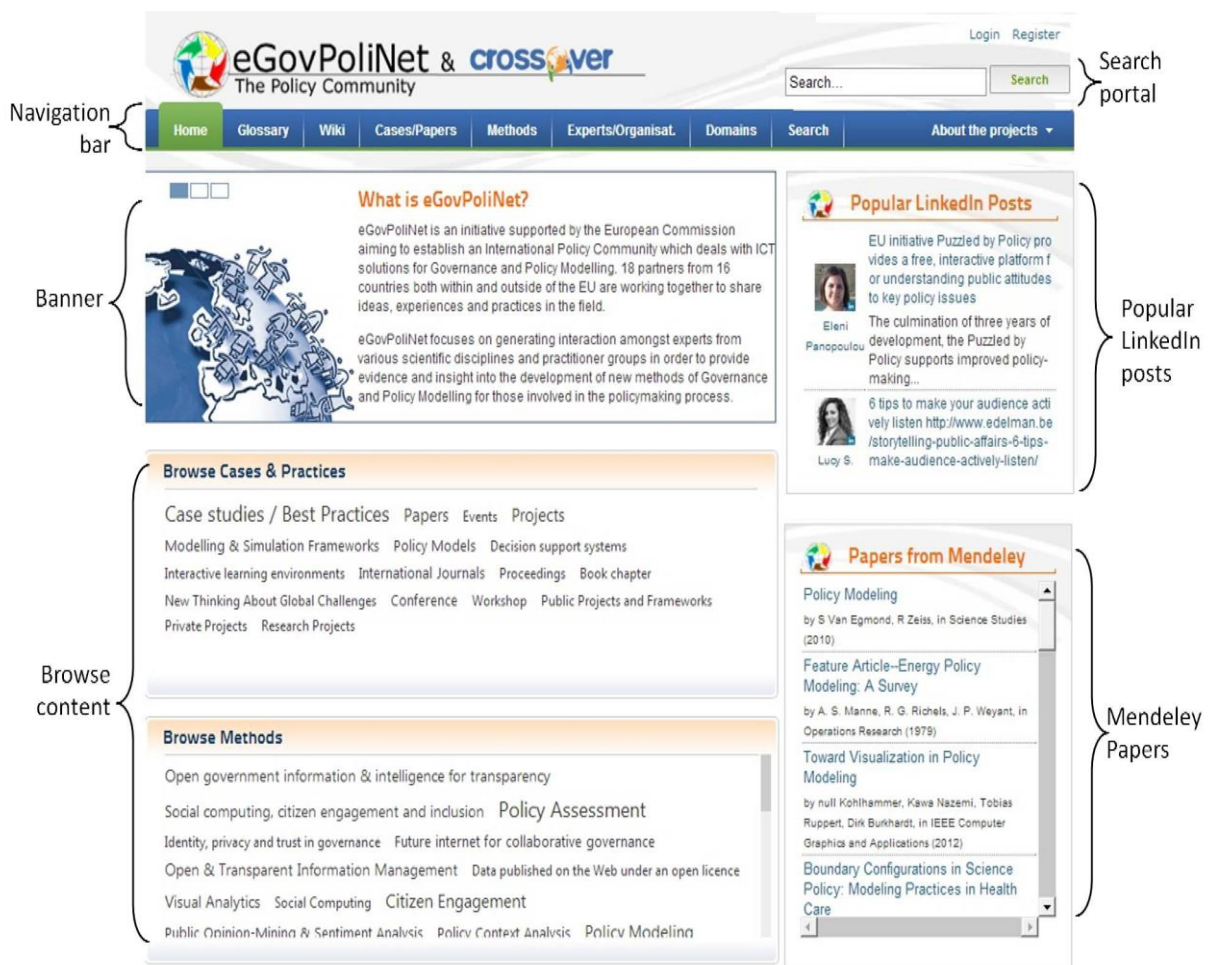 Login Register
eGovPoliNet & crossover
The Policy Community
Search...
Search
Search
portal
Navigation
bar
Home Glossary Wiki Cases/Papers Methods Experts/Organisat. Domains Search About the projects
Banner
What is eGovPoliNet?
eGovPoliNet is an initiative supported by the European Commission
aiming to establish an International Policy Community which deals with ICT
solutions for Governance and Policy Modelling. 18 partners from 16
countries both within and outside of the EU are working together to share
ideas, experiences and practices in the field.
eGovPoliNet focuses on generating interaction amongst experts from
various scientific disciplines and practitioner groups in order to provide
evidence and insight into the development of new methods of Governance
and Policy Modelling for those involved in the policymaking process.
Popular LinkedIn Posts
EU initiative Puzzled by Policy pro
vides a free, interactive platform f
or understanding public attitudes
to key policy issues
Eleni
Panopoulou
The culmination of three years of
development, the Puzzled by
Policy supports improved policy-
making...
6 tips to make your audience acti
vely listen http://www.edelman.be
/storytelling-public-affairs-6-tips-
make-audience-actively-listen/
Lucy S.
Popular
LinkedIn
posts
Browse
content
Browse Cases & Practices
Case studies / Best Practices Papers Events Projects
Modelling & Simulation Frameworks Policy Models Decision support systems
Interactive learning environments International Journals Proceedings Book chapter
New Thinking About Global Challenges Conference Workshop Public Projects and Frameworks
Private Projects Research Projects
Browse Methods
Open government information & intelligence for transparency
Social computing, citizen engagement and inclusion Policy Assessment
Identity, privacy and trust in governance Future internet for collaborative governance
Open & Transparent Information Management Data published on the Web under an open licence
Visual Analytics Social Computing Citizen Engagement
Public Opinion-Mining & Sentiment Analysis Policy Context Analysis Policy Modeling
Papers from Mendeley
Policy Modeling
by S Van Egmond, R Zeiss, in Science Studies
(2010)
Feature Article--Energy Policy
Modeling: A Survey
by A. S. Manne, R. G. Richels, J. P. Weyant, in
Operations Research (1979)
Toward Visualization in Policy
Modeling
by null Kohlhammer, Kawa Nazemi, Tobias
Ruppert, Dirk Burkhardt, in IEEE Computer
Graphics and Applications (2012)
Boundary Configurations in Science
Policy: Modeling Practices in Health
Care
Mendeley
Papers